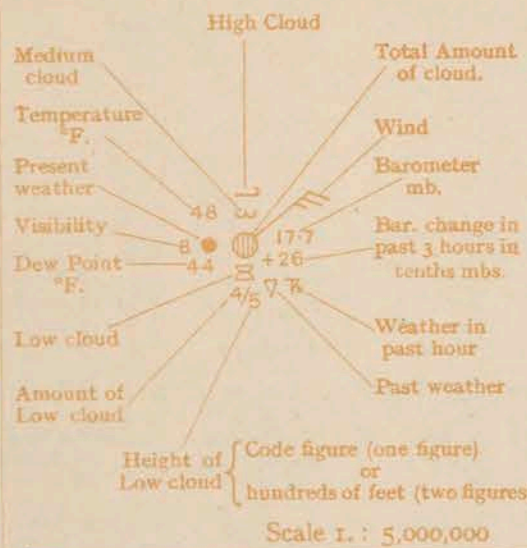 High Cloud
Medium
cloud
Total Amount
of cloud.
Temperature
°F.
Wind
Present
weather
Barometer
mb.
48
Visibility
8
17·7
Bar. change in
past 3 hours in
tenths mbs.
+26
Dew Point
°F.
44
4/5
Low cloud
Weather in
past hour
Amount of
Low cloud
Past weather
Height of
Low cloud
Code figure (one figure)
or
hundreds of feet (two figures
Scale 1. : 5,000,000